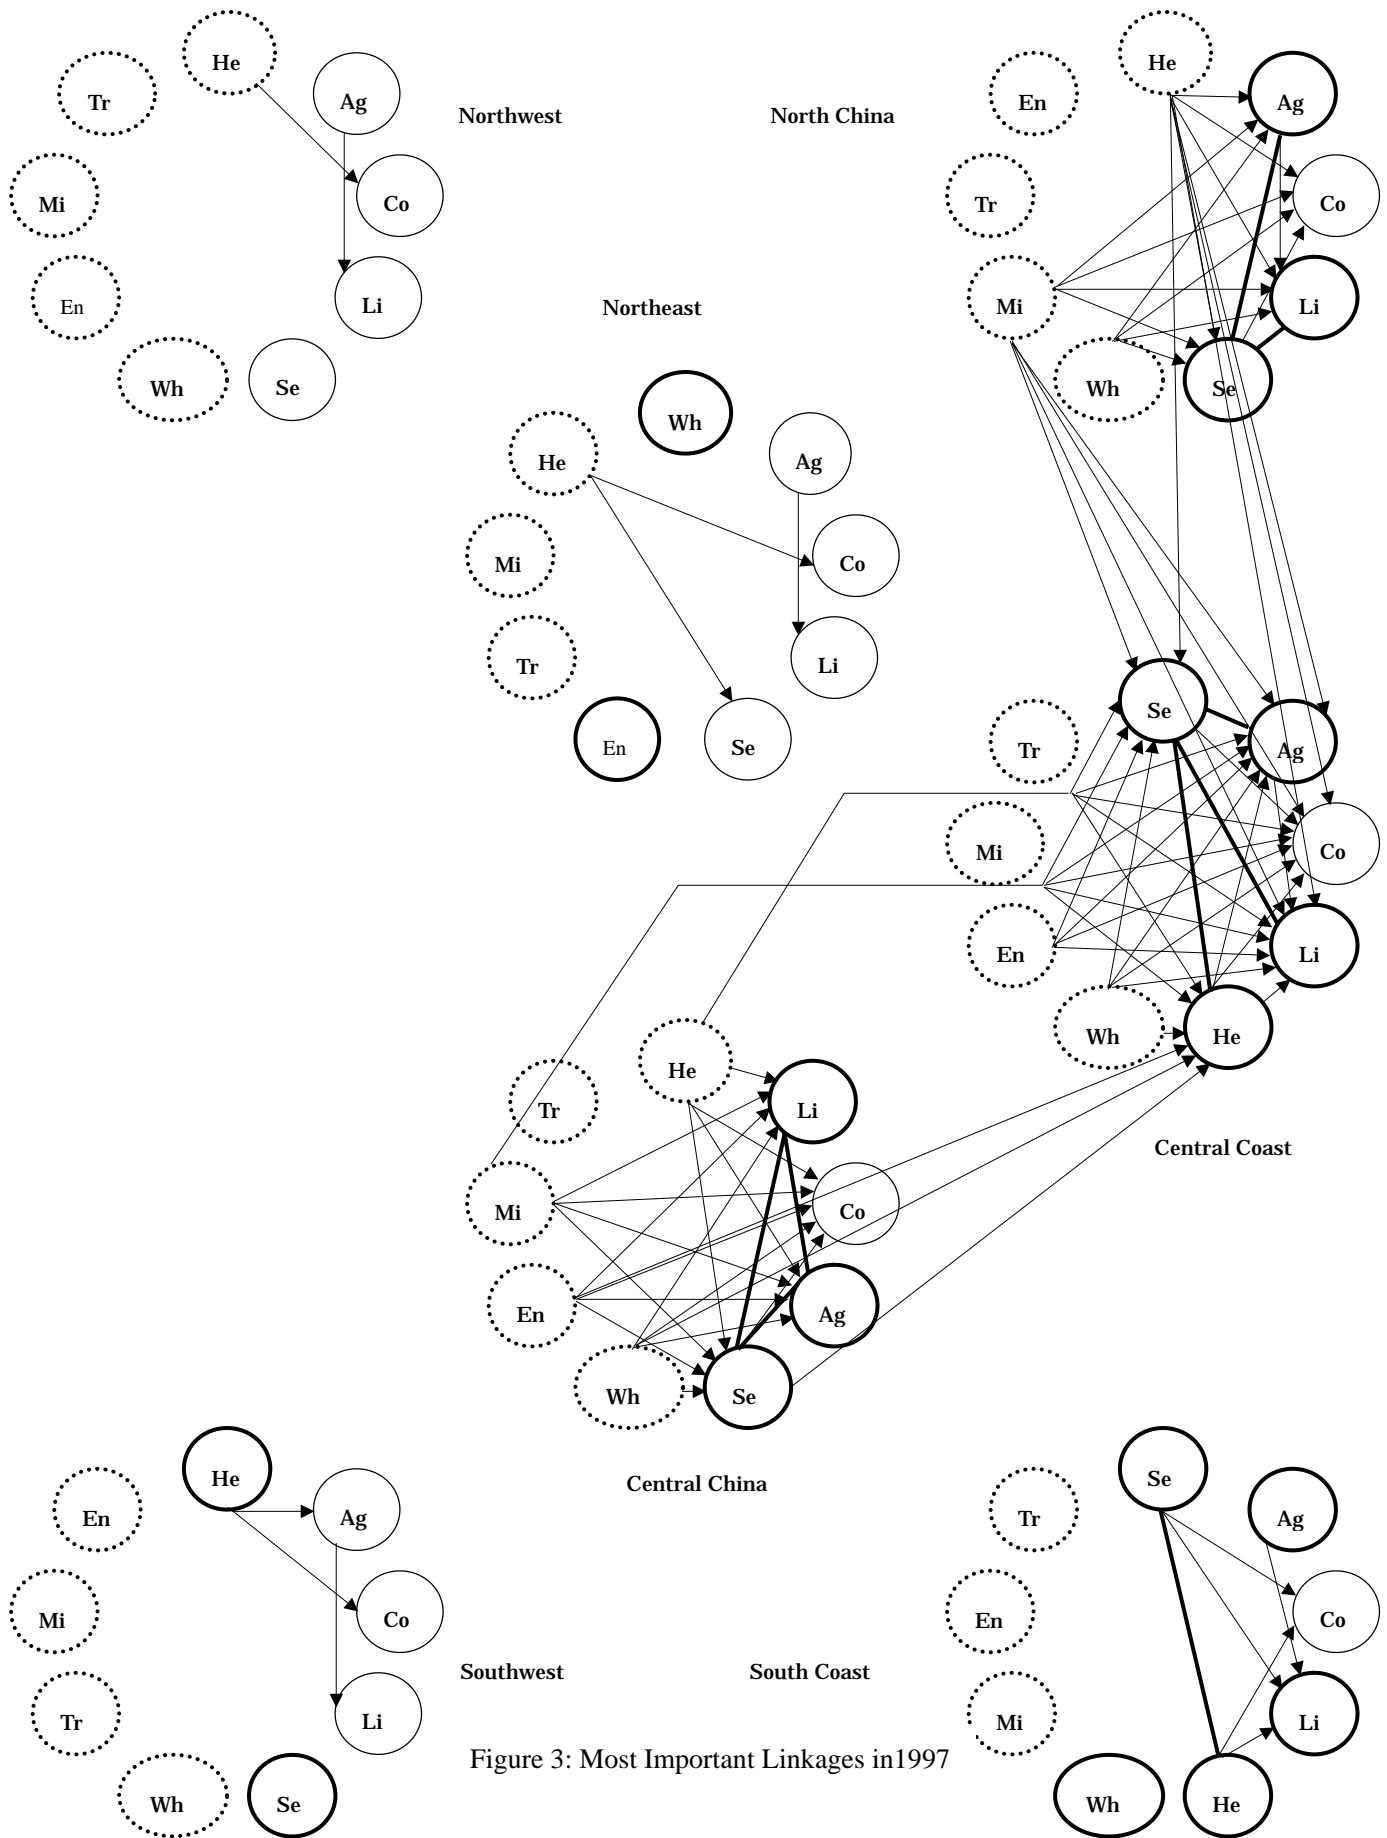 He
Tr
Ag
Mi
Co
En
Li
Wh
Se
Northwest
North China
He
En
Ag
Tr
Co
Mi
Li
Wh
Se
Northeast
Wh
He
Ag
Mi
Co
Tr
Li
En
Se
Se
Tr
Ag
Mi
Co
En
Li
Wh
He
Central Coast
He
Tr
Li
Mi
Co
En
Ag
Wh
Se
Central China
He
En
Ag
Mi
Co
Tr
Li
Wh
Se
Southwest
South Coast
Se
Tr
Ag
En
Co
Mi
Li
Wh
He
Figure 3: Most Important Linkages in1997